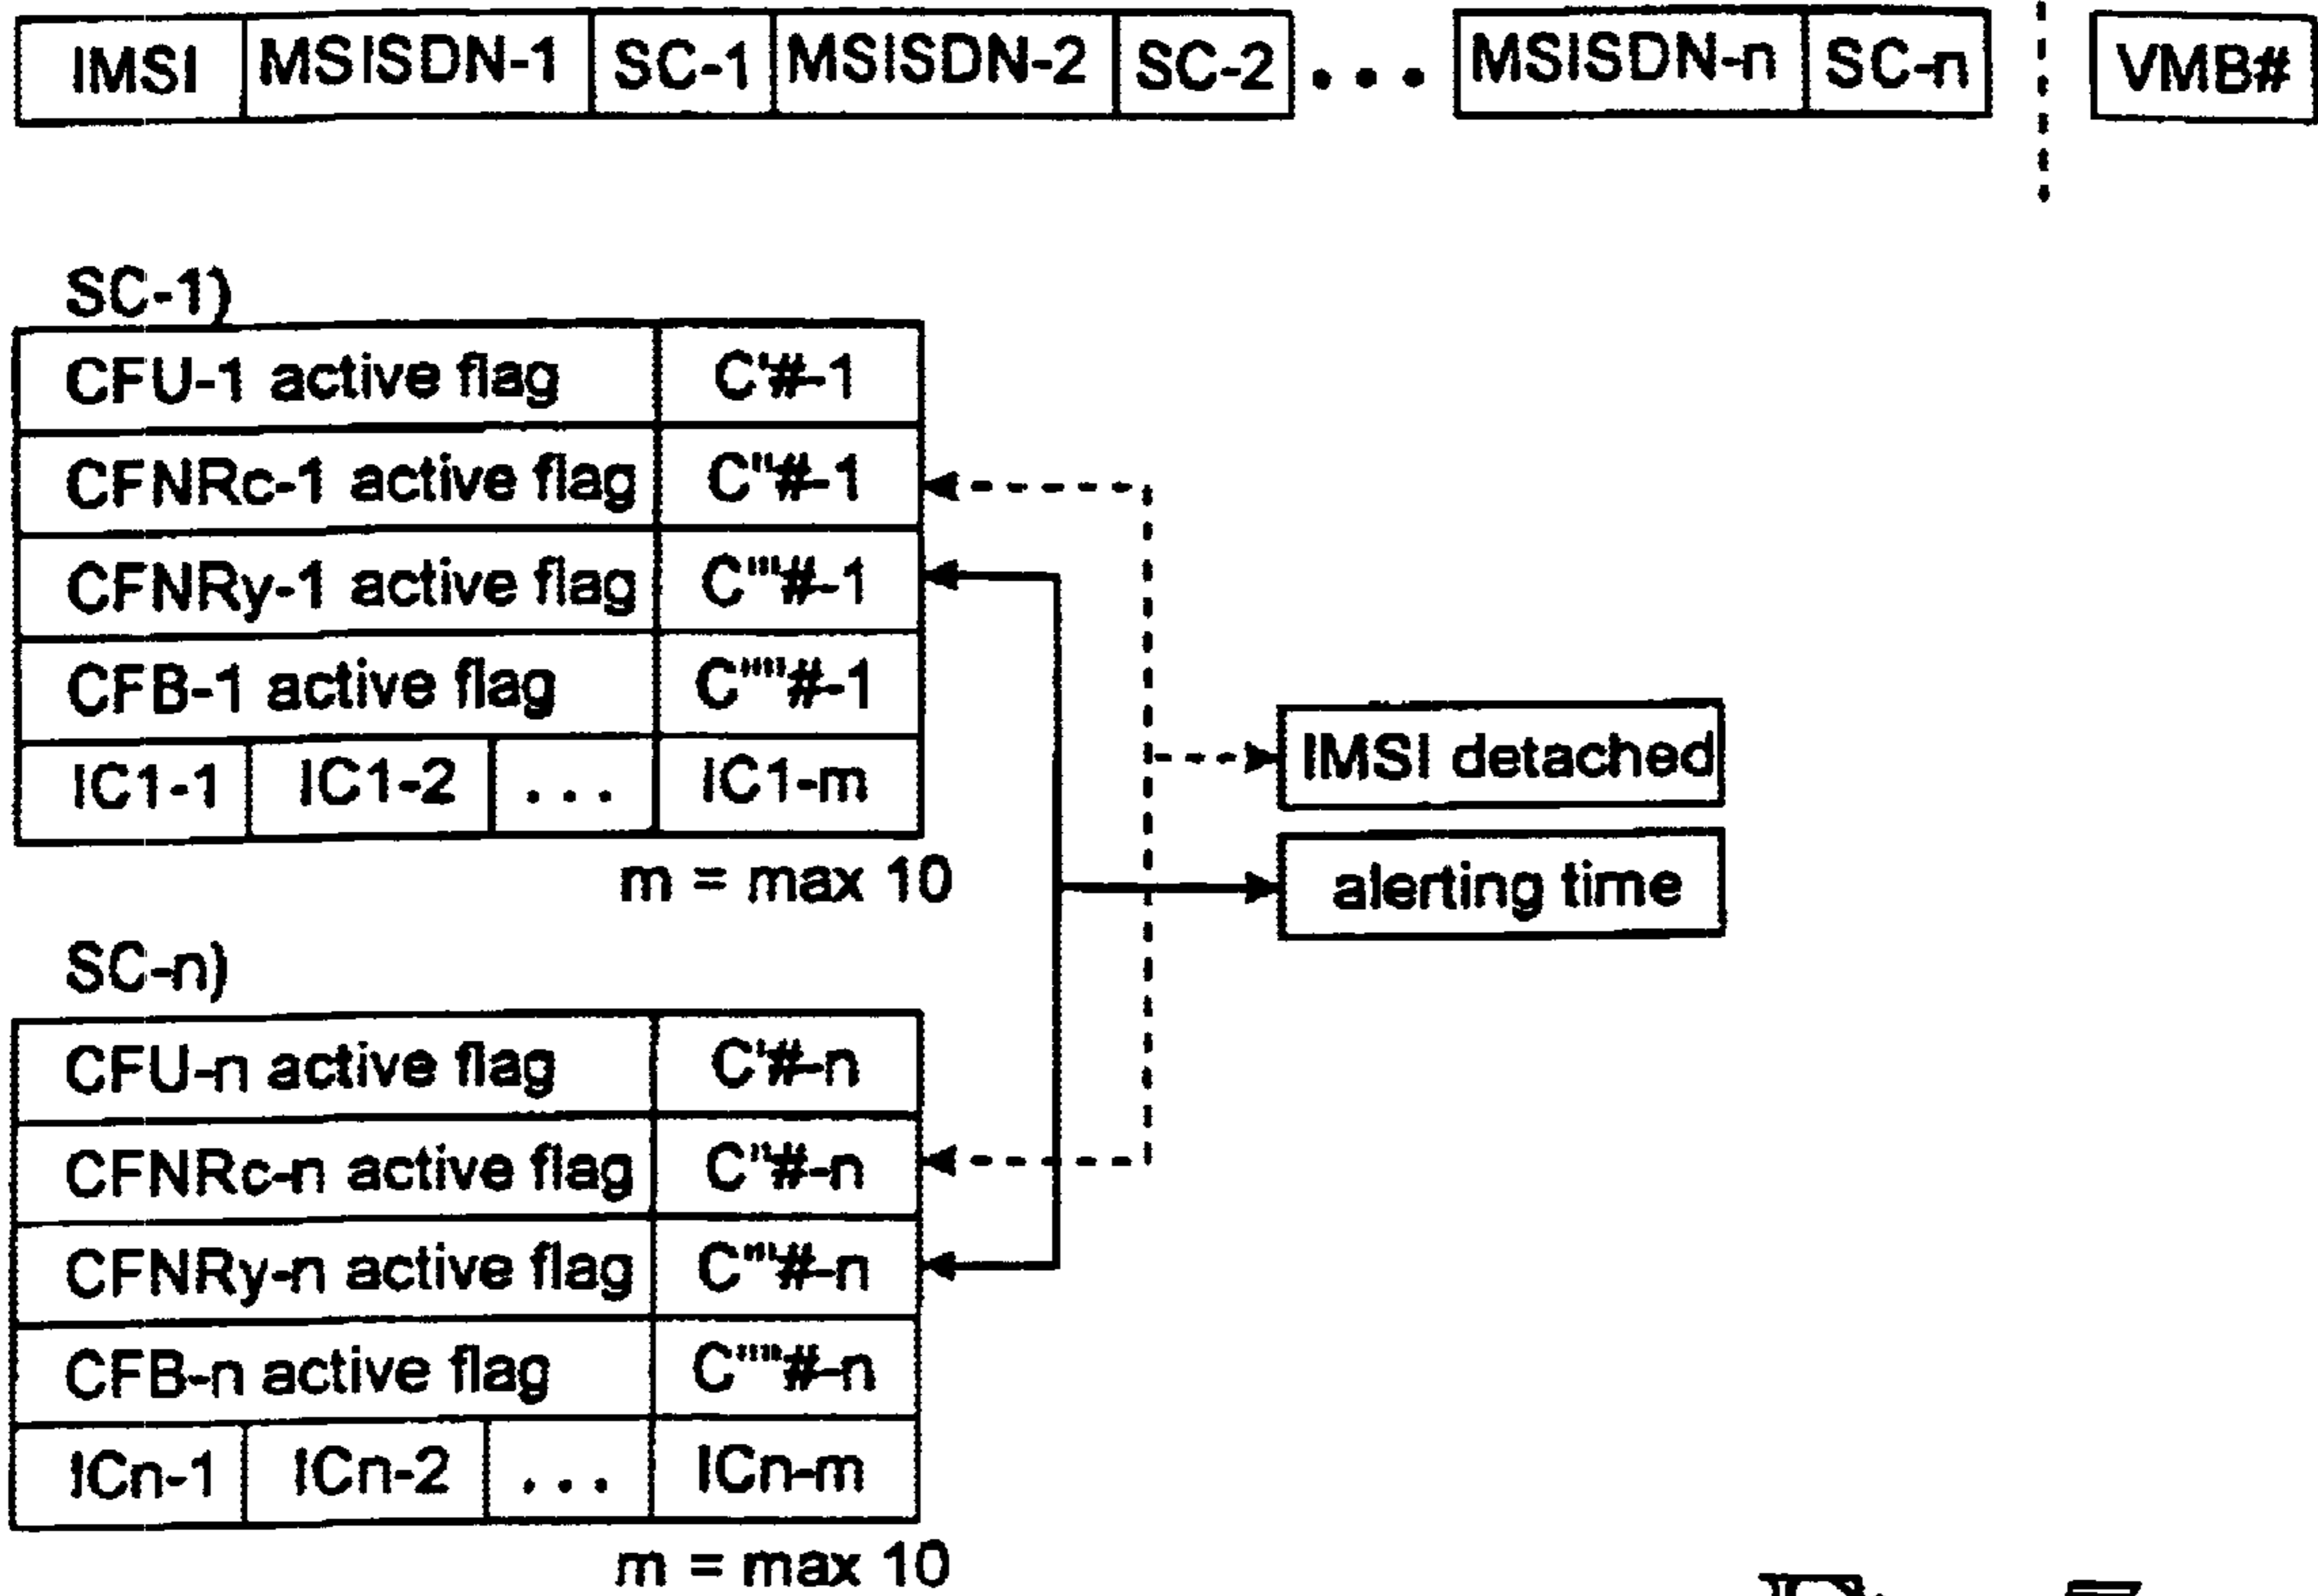 IMSI MSISDN-1 SC-1 MSISDN-2 SC-2 ... MSISDN-n SC-n VMB#
SC-1)
CFU-1 active flag C'#-1
CFNRc-1 active flag C"#-1
CFNRy-1 active flag C"'#-1
CFB-1 active flag C""#-1
IC1-1 IC1-2 ... IC1-m
m = max 10
IMSI detached
alerting time
SC-n)
CFU-n active flag C'#-n
CFNRc-n active flag C"#-n
CFNRy-n active flag C"'#-n
CFB-n active flag C""#-n
ICn-1 ICn-2 ... ICn-m
m = max 10